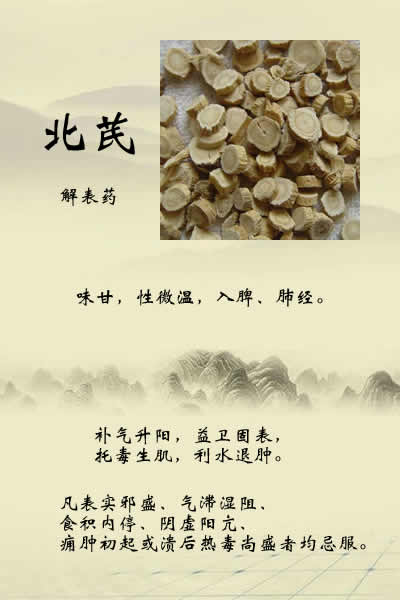 北芪
解表药
味甘，性微温，入脾、肺经。
补气升阳，益卫固表，
托毒生肌，利水退肿。
凡表实邪盛、气滞湿阻、
食积内停、阴虚阳亢、
痈肿初起或溃后热毒尚盛者均忌服。